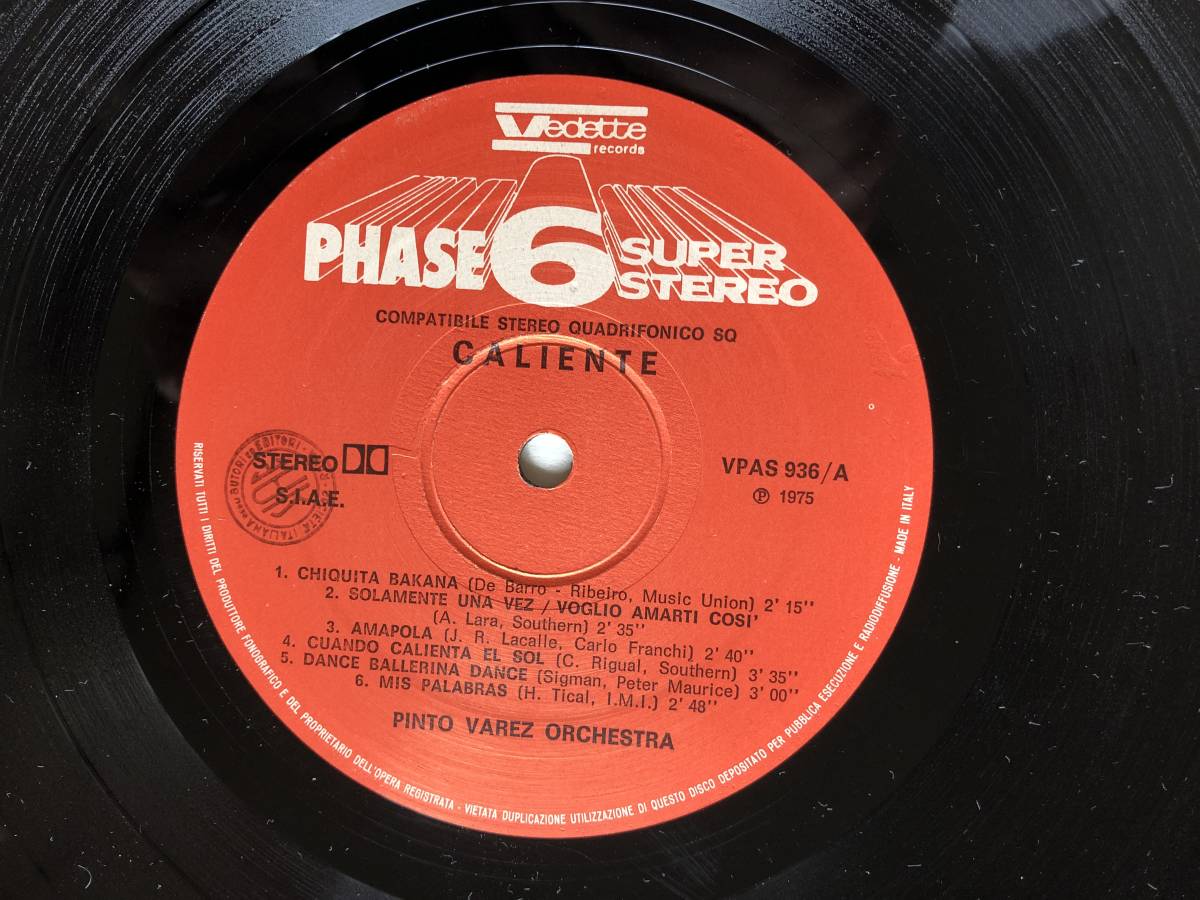 Vedette
records
PHASE 6 SUPER
STEREO
COMPATIBILE STEREO QUADRIFONICO SQ
CALIENTE
STEREO
S.I.A.E.
VPAS 936/A
℗ 1975
1. CHIQUITA BAKANA (De Barro - Ribeiro, Music Union) 2' 15''
2. SOLAMENTE UNA VEZ / VOGLIO AMARTI COSI'
(A. Lara, Southern) 2' 35''
3. AMAPOLA (J. R. Lacalle, Carlo Franchi) 2' 40''
4. CUANDO CALIENTA EL SOL (C. Rigual, Southern) 3' 35''
5. DANCE BALLERINA DANCE (Sigman, Peter Maurice) 3' 00''
6. MIS PALABRAS (H. Tical, I.M.I.) 2' 48''
PINTO VAREZ ORCHESTRA
RISERVATI TUTTI I DIRITTI DEL PRODUTTORE FONOGRAFICO E DEL PROPRIETARIO DELL'OPERA REGISTRATA - VIETATA DUPLICAZIONE UTILIZZAZIONE DI QUESTO DISCO DEPOSITATO PER PUBBLICA ESECUZIONE E RADIODIFFUSIONE - MADE IN ITALY